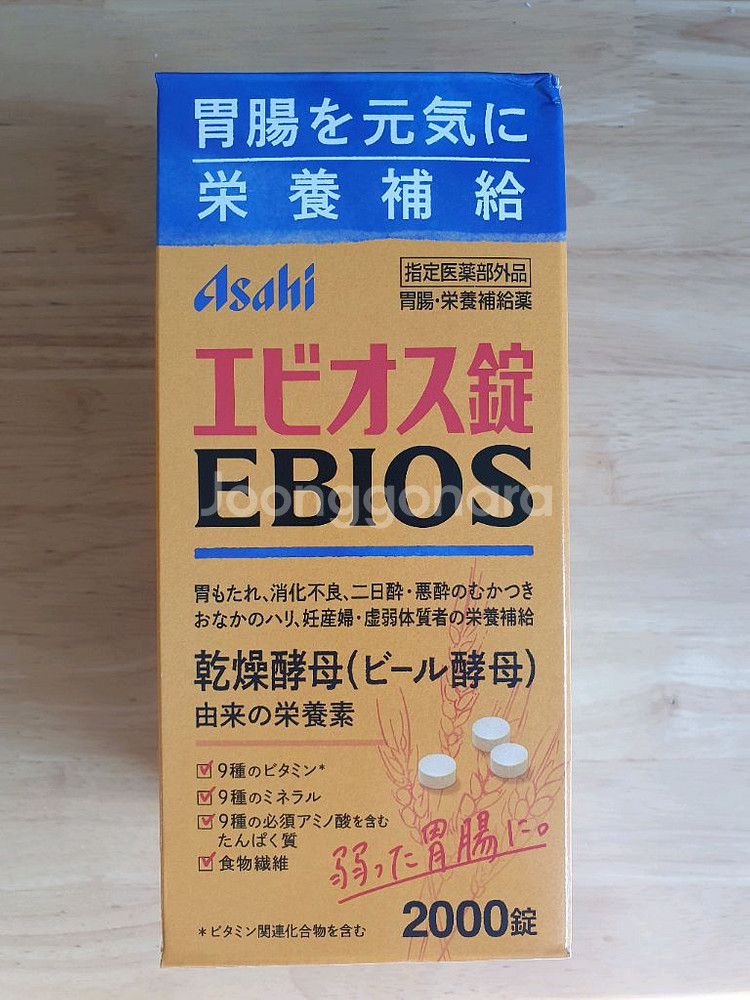 胃腸を元気に
栄養補給
Asahi
指定医薬部外品
胃腸・栄養補給薬
エビオス錠
EBIOS
Joonggonara
胃もたれ、消化不良、二日酔・悪酔のむかつき
おなかのハリ、妊産婦・虚弱体質者の栄養補給
乾燥酵母(ビール酵母)
由来の栄養素
9種のビタミン*
9種のミネラル
9種の必須アミノ酸を含む
たんぱく質
食物繊維
弱った胃腸に。
*ビタミン関連化合物を含む
2000錠